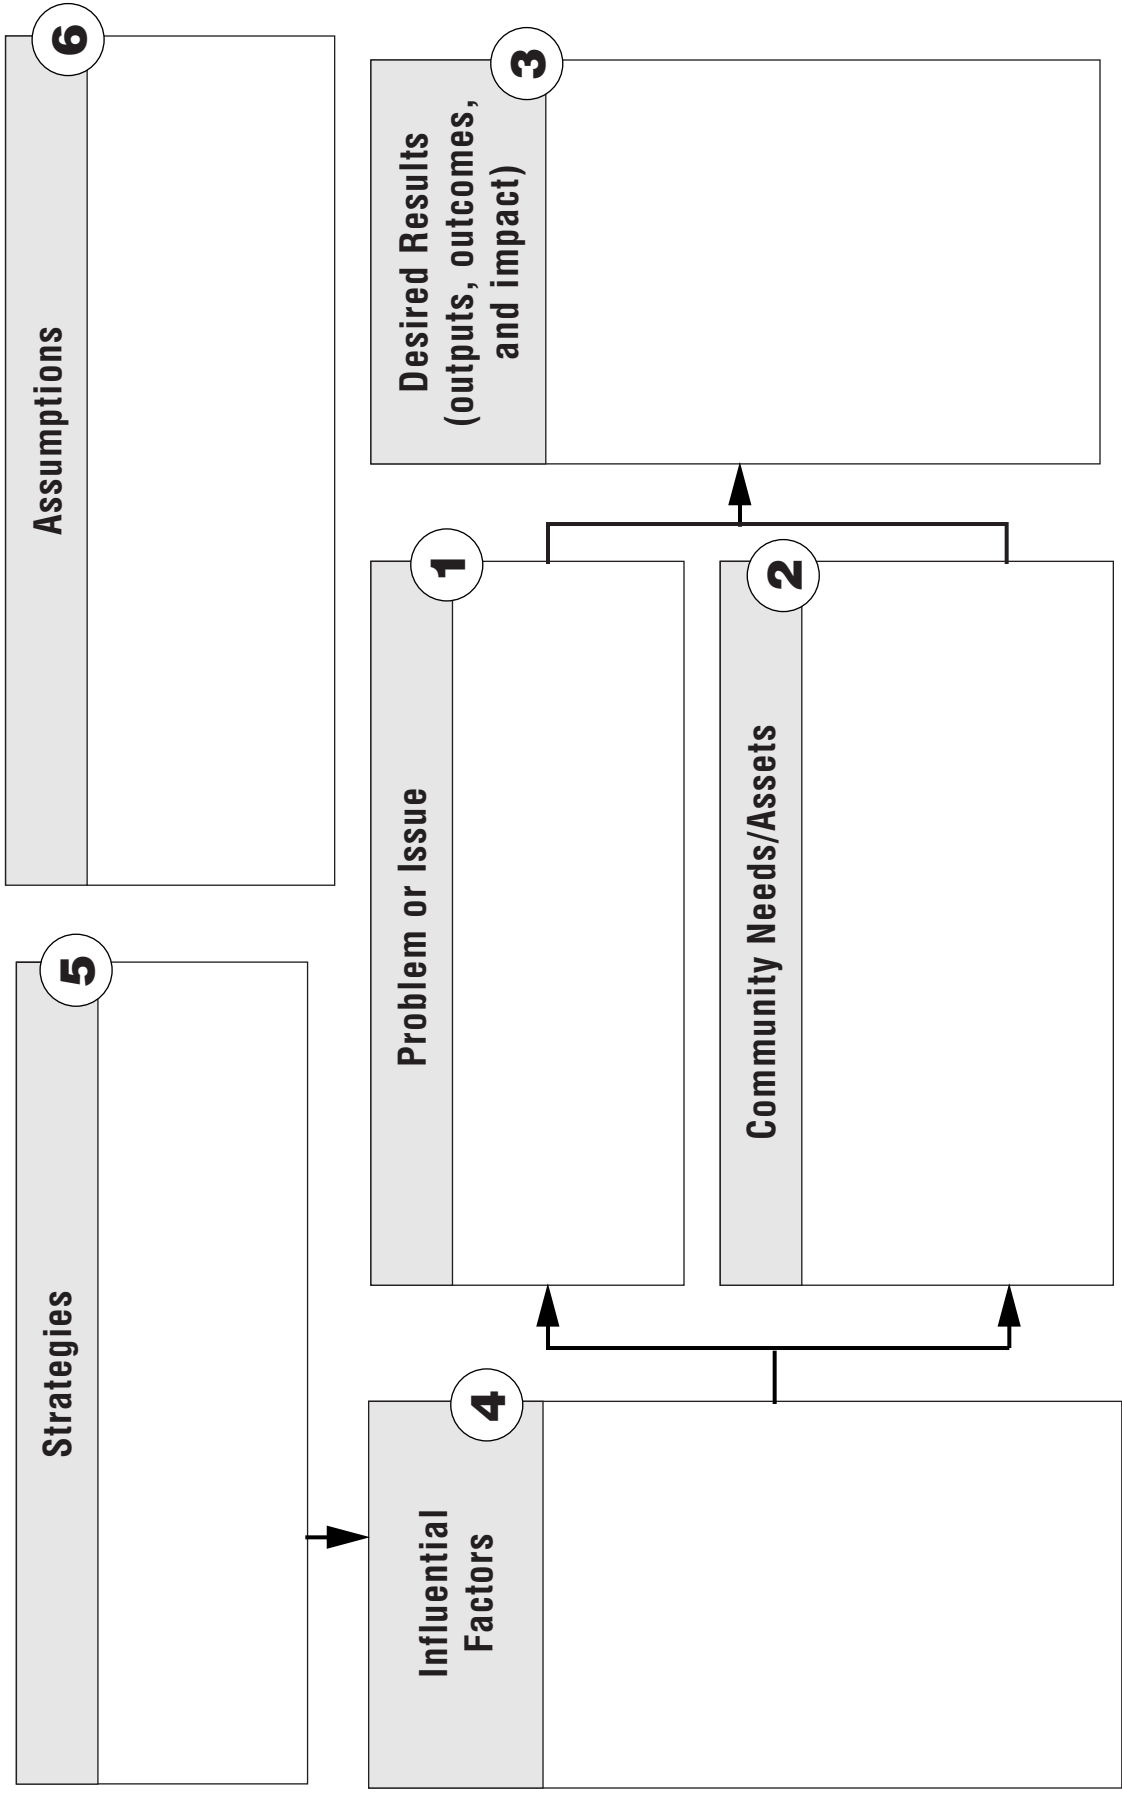 Strategies
5
Assumptions
6
Influential
Factors
4
Problem or Issue
1
Community Needs/Assets
2
Desired Results
(outputs, outcomes,
and impact)
3